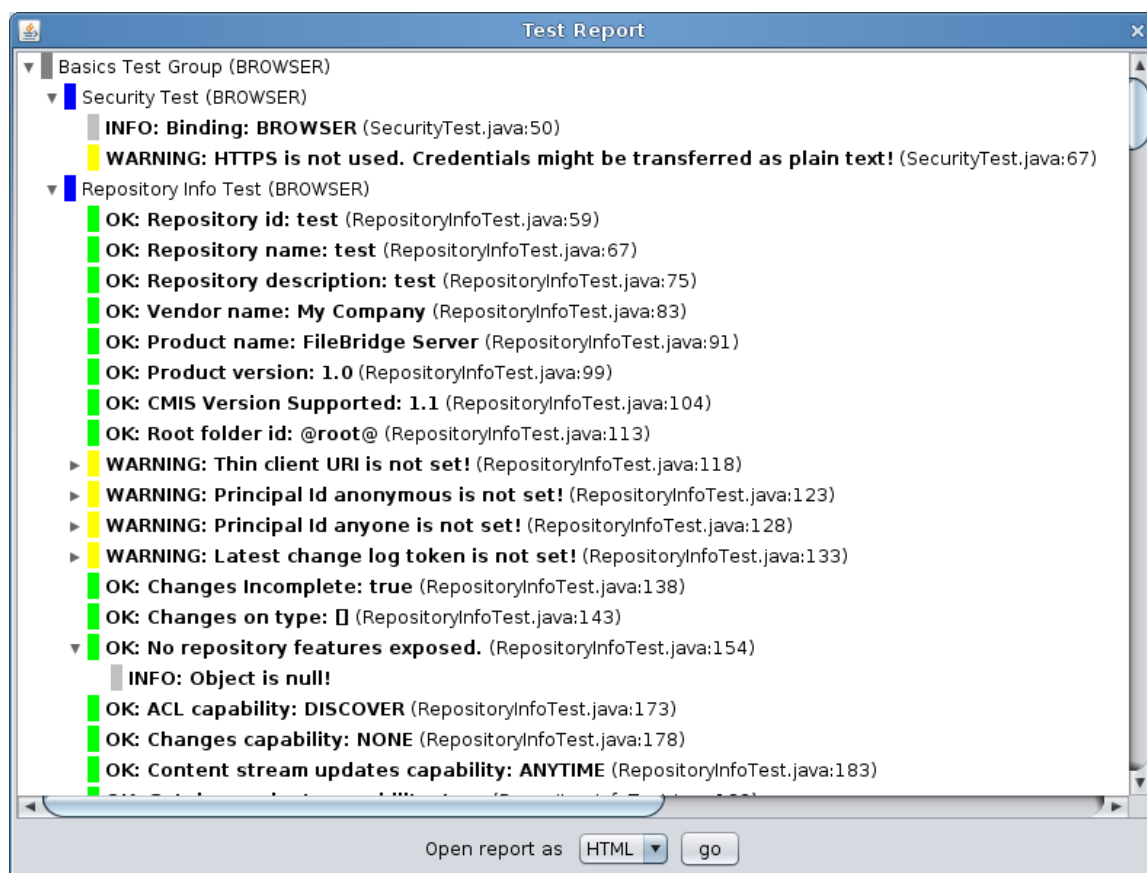 Test Report
Basics Test Group (BROWSER)
Security Test (BROWSER)
INFO: Binding: BROWSER (SecurityTest.java:50)
WARNING: HTTPS is not used. Credentials might be transferred as plain text! (SecurityTest.java:67)
Repository Info Test (BROWSER)
OK: Repository id: test (RepositoryInfoTest.java:59)
OK: Repository name: test (RepositoryInfoTest.java:67)
OK: Repository description: test (RepositoryInfoTest.java:75)
OK: Vendor name: My Company (RepositoryInfoTest.java:83)
OK: Product name: FileBridge Server (RepositoryInfoTest.java:91)
OK: Product version: 1.0 (RepositoryInfoTest.java:99)
OK: CMIS Version Supported: 1.1 (RepositoryInfoTest.java:104)
OK: Root folder id: @root@ (RepositoryInfoTest.java:113)
WARNING: Thin client URI is not set! (RepositoryInfoTest.java:118)
WARNING: Principal Id anonymous is not set! (RepositoryInfoTest.java:123)
WARNING: Principal Id anyone is not set! (RepositoryInfoTest.java:128)
WARNING: Latest change log token is not set! (RepositoryInfoTest.java:133)
OK: Changes Incomplete: true (RepositoryInfoTest.java:138)
OK: Changes on type: [] (RepositoryInfoTest.java:143)
OK: No repository features exposed. (RepositoryInfoTest.java:154)
INFO: Object is null!
OK: ACL capability: DISCOVER (RepositoryInfoTest.java:173)
OK: Changes capability: NONE (RepositoryInfoTest.java:178)
OK: Content stream updates capability: ANYTIME (RepositoryInfoTest.java:183)
Open report as HTML go